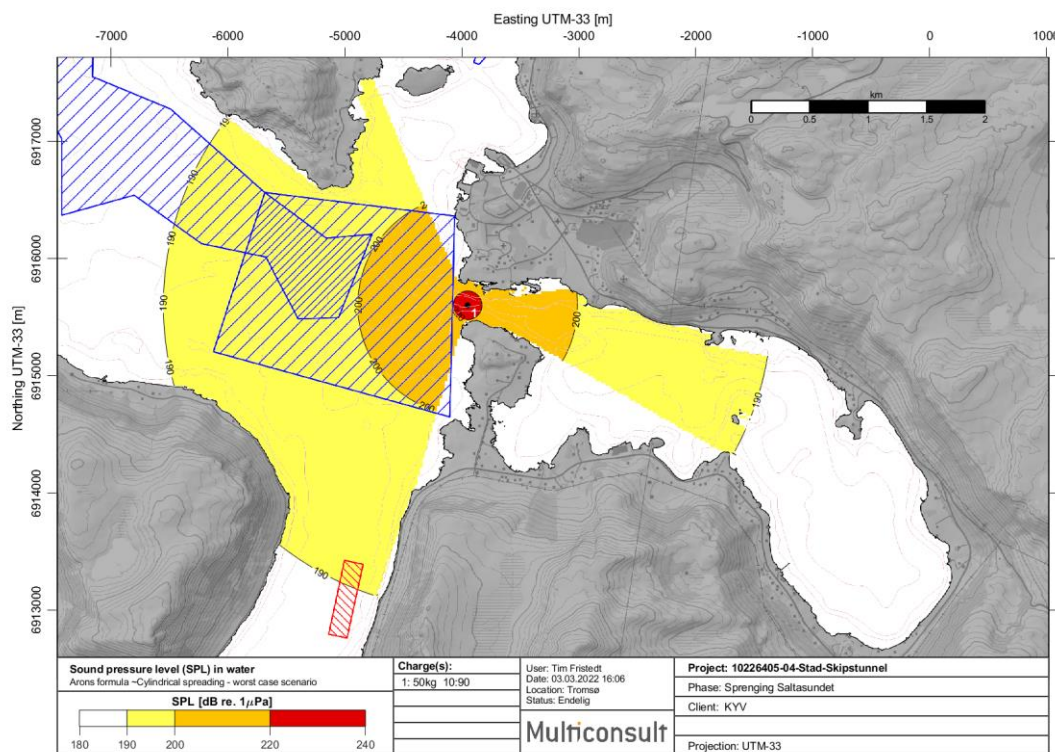 Easting UTM-33 [m]
-7000 -6000 -5000 -4000 -3000 -2000 -1000 0 1000
Northing UTM-33 [m]
6917000
6916000
6915000
6914000
6913000
km
0 0.5 1 1.5 2
190
190
190
190
190
190
190
200
200
200
200
200
1
Sound pressure level (SPL) in water
Arons formula ~Cylindrical spreading - worst case scenario
SPL [dB re. 1μPa]
180 190 200 220 240
Charge(s):
1: 50kg 10:90
User: Tim Fristedt
Date: 03.03.2022 16:06
Location: Tromsø
Status: Endelig
Multiconsult
Project: 10226405-04-Stad-Skipstunnel
Phase: Sprenging Saltasundet
Client: KYV
Projection: UTM-33